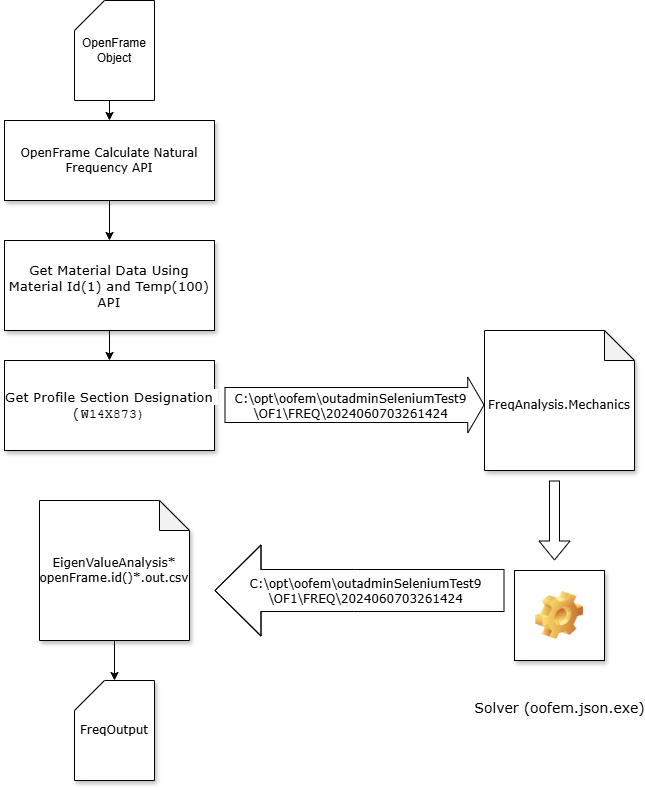 OpenFrame
Object
OpenFrame Calculate Natural
Frequency API
Get Material Data Using
Material Id(1) and Temp(100)
API
Get Profile Section Designation
(W14X873)
C:\opt\oofem\outadminSeleniumTest9
\OF1\FREQ\2024060703261424
FreqAnalysis.Mechanics
EigenValueAnalysis*
openFrame.id()*.out.csv
C:\opt\oofem\outadminSeleniumTest9
\OF1\FREQ\2024060703261424
Solver (oofem.json.exe)
FreqOutput